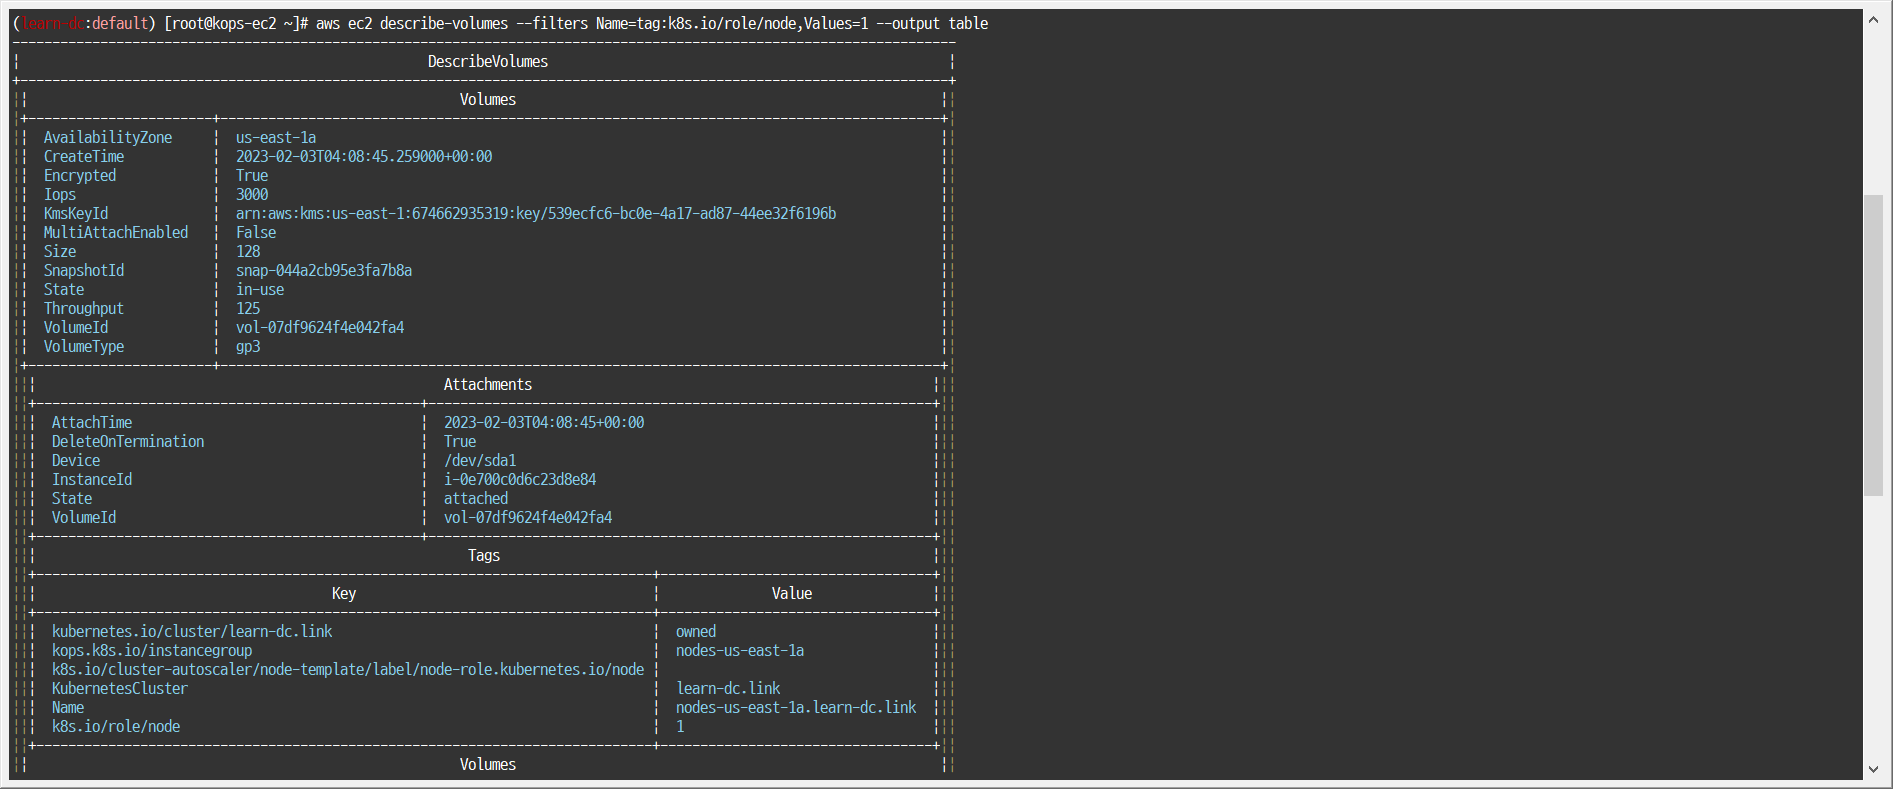 (learn-dc:default) [root@kops-ec2 ~]# aws ec2 describe-volumes --filters Name=tag:k8s.io/role/node,Values=1 --output table
DescribeVolumes
Volumes
AvailabilityZone | us-east-1a
CreateTime | 2023-02-03T04:08:45.259000+00:00
Encrypted | True
Iops | 3000
KmsKeyId | arn:aws:kms:us-east-1:674662935319:key/539ecfc6-bc0e-4a17-ad87-44ee32f6196b
MultiAttachEnabled | False
Size | 128
SnapshotId | snap-044a2cb95e3fa7b8a
State | in-use
Throughput | 125
VolumeId | vol-07df9624f4e042fa4
VolumeType | gp3
Attachments
AttachTime | 2023-02-03T04:08:45+00:00
DeleteOnTermination | True
Device | /dev/sda1
InstanceId | i-0e700c0d6c23d8e84
State | attached
VolumeId | vol-07df9624f4e042fa4
Tags
Key | Value
kubernetes.io/cluster/learn-dc.link | owned
kops.k8s.io/instancegroup | nodes-us-east-1a
k8s.io/cluster-autoscaler/node-template/label/node-role.kubernetes.io/node |
KubernetesCluster | learn-dc.link
Name | nodes-us-east-1a.learn-dc.link
k8s.io/role/node | 1
Volumes